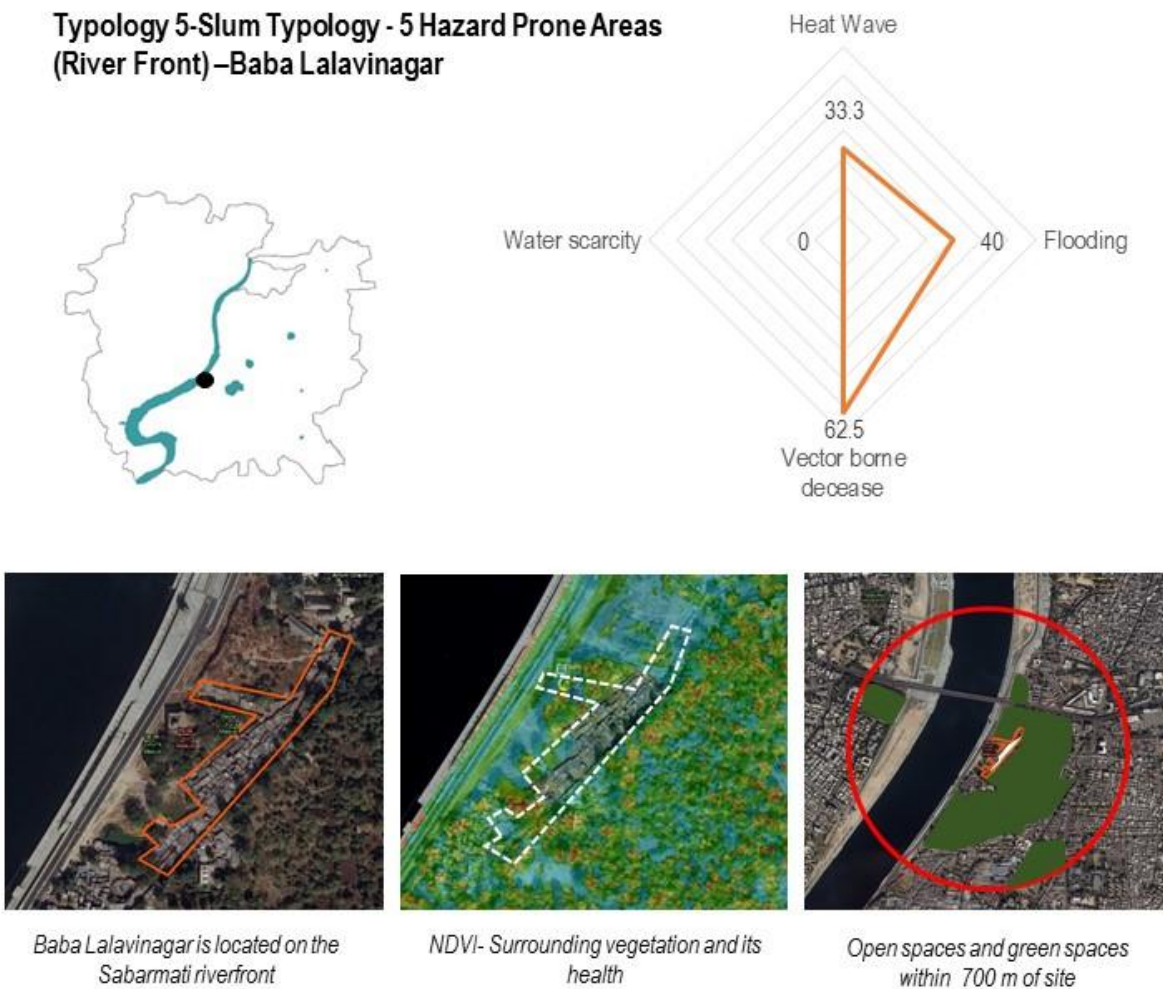 Typology 5-Slum Typology - 5 Hazard Prone Areas
(River Front) –Baba Lalavinagar
Heat Wave
33.3
Water scarcity
0
40
Flooding
62.5
Vector borne
decease
Baba Lalavinagar is located on the
Sabarmati riverfront
NDVI- Surrounding vegetation and its
health
Open spaces and green spaces
within 700 m of site